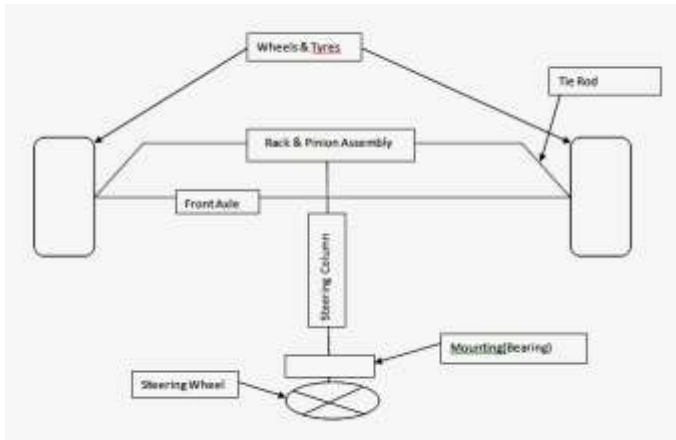 Wheels & Tyres
Tie Rod
Rack & Pinion Assembly
Front Axle
Steering Column
Mounting(Bearing)
Steering Wheel